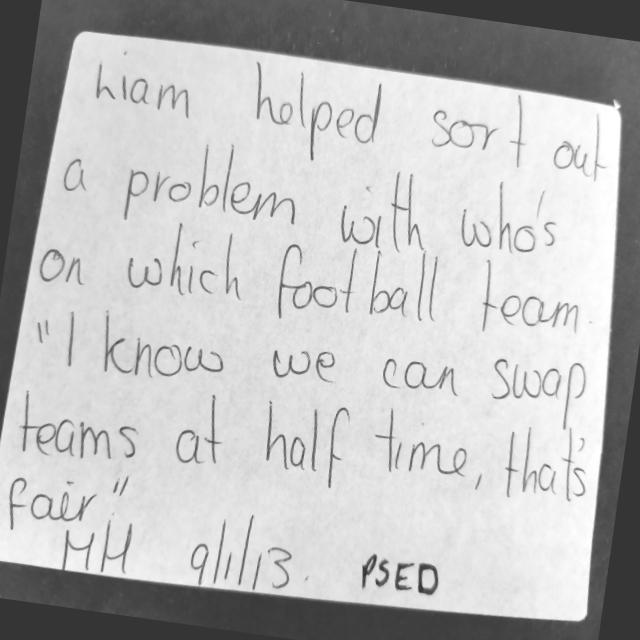 Liam helped sort out
a problem with who's
on which football team.
"I know we can swap
teams at half time, that's
fair"
MH 9/1/13. PSED